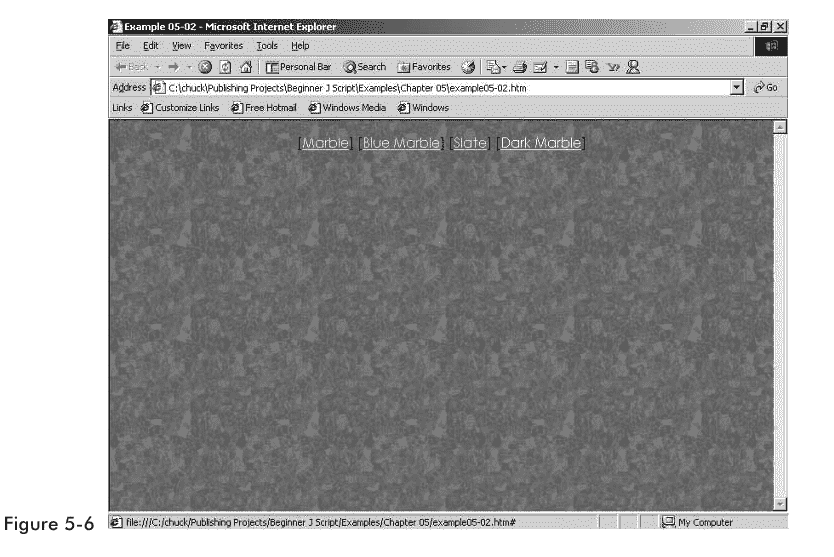 Example 05-02 - Microsoft Internet Explorer
File Edit View Favorites Tools Help
Back Personal Bar Search Favorites
Address C:\chuck\Publishing Projects\Beginner J Script\Examples\Chapter 05\example05-02.htm Go
Links Customize Links Free Hotmail Windows Media Windows
[Marble] [Blue Marble] [Slate] [Dark Marble]
Figure 5-6
file:///C:/chuck/Publishing Projects/Beginner J Script/Examples/Chapter 05/example05-02.htm# My Computer